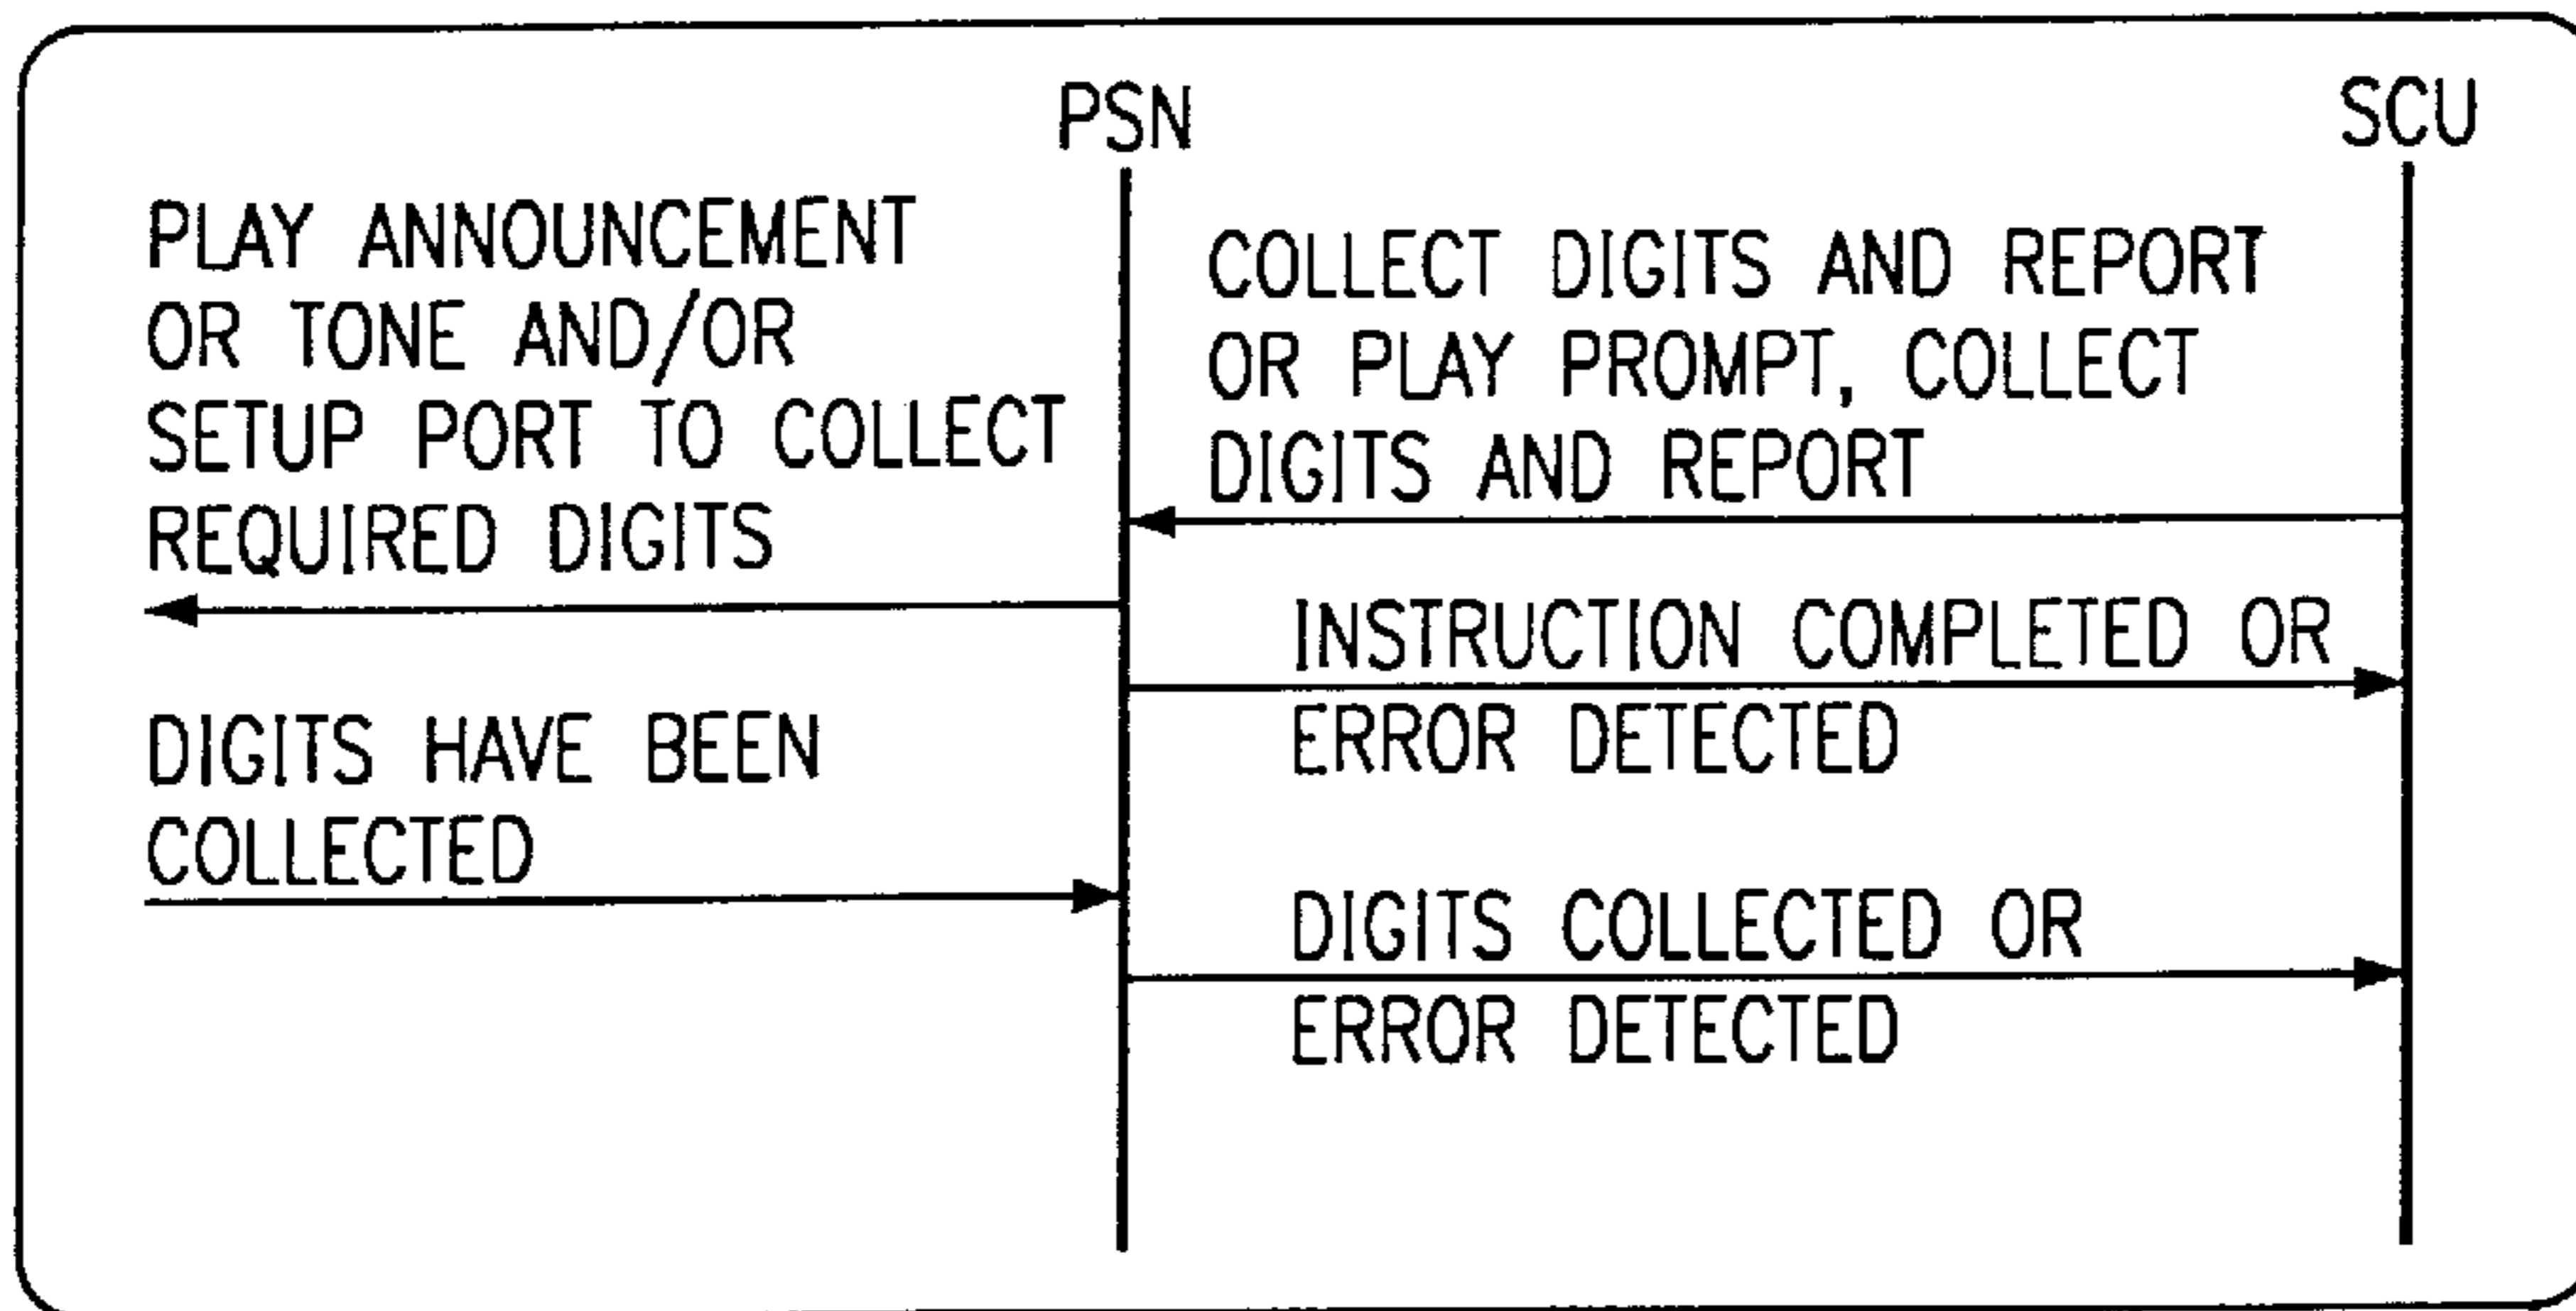 PSN
SCU
PLAY ANNOUNCEMENT
OR TONE AND/OR
SETUP PORT TO COLLECT
REQUIRED DIGITS
COLLECT DIGITS AND REPORT
OR PLAY PROMPT, COLLECT
DIGITS AND REPORT
INSTRUCTION COMPLETED OR
ERROR DETECTED
DIGITS HAVE BEEN
COLLECTED
DIGITS COLLECTED OR
ERROR DETECTED